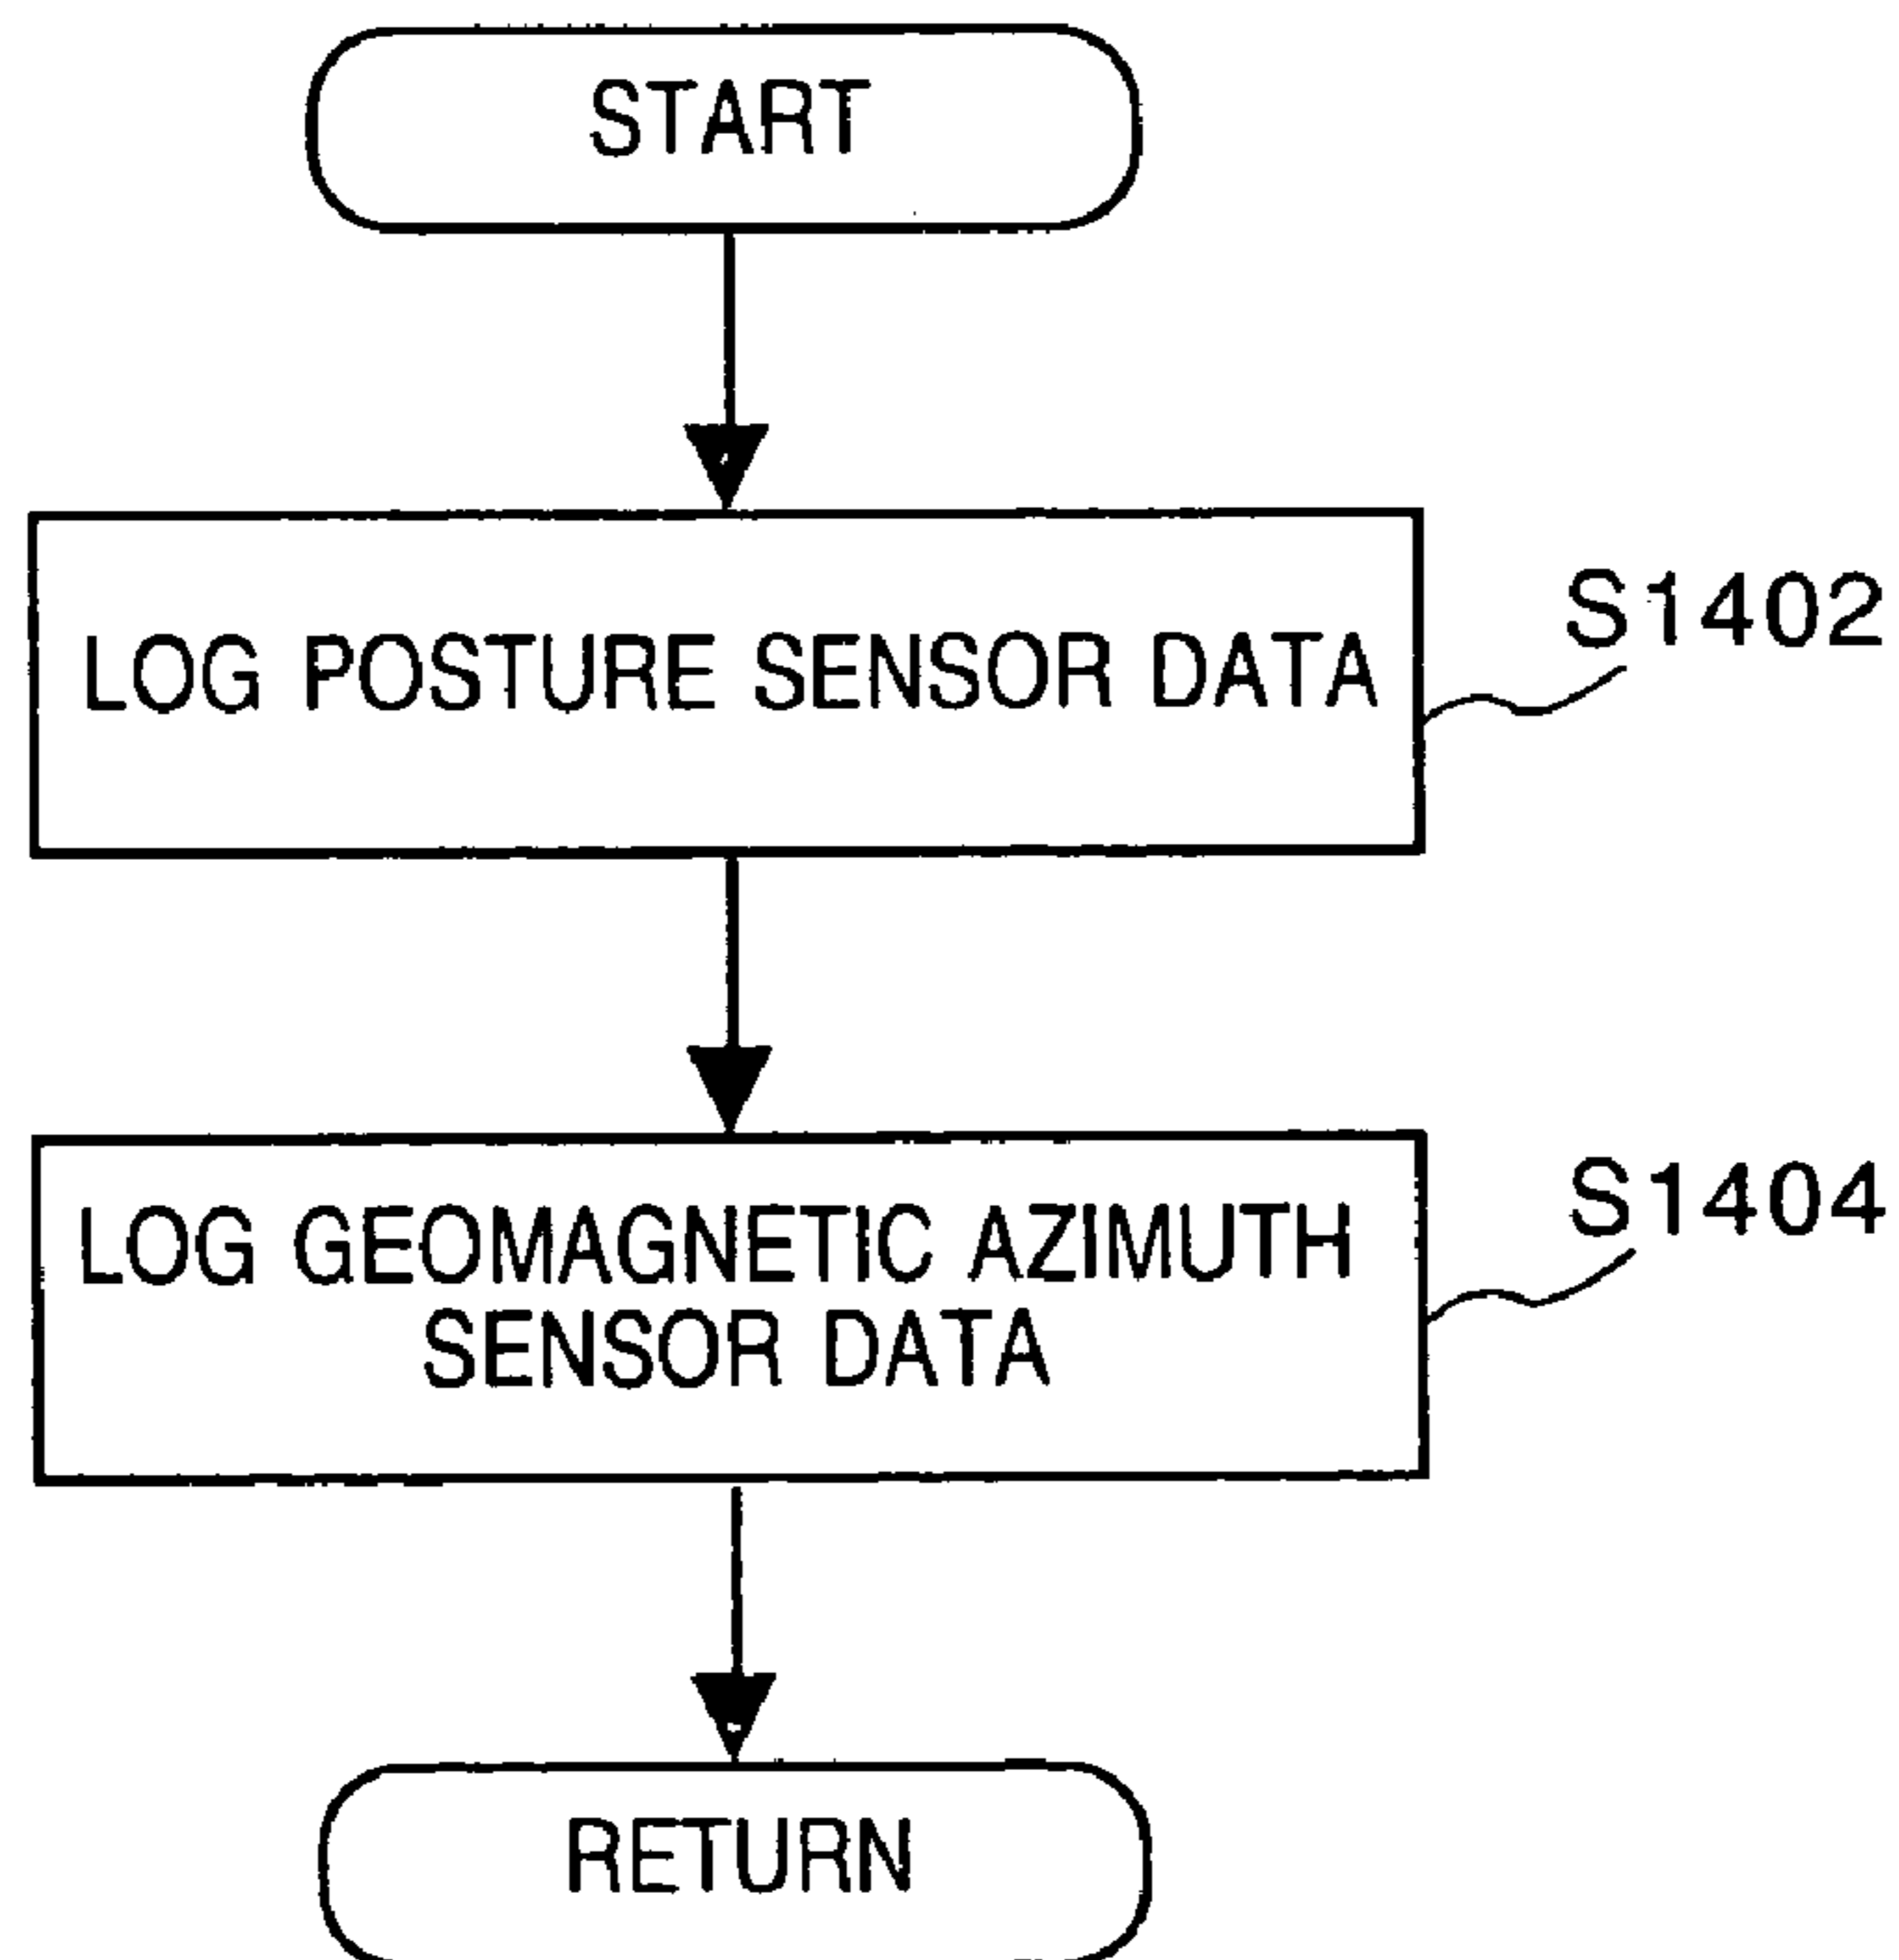 START
LOG POSTURE SENSOR DATA
S1402
LOG GEOMAGNETIC AZIMUTH
SENSOR DATA
S1404
RETURN